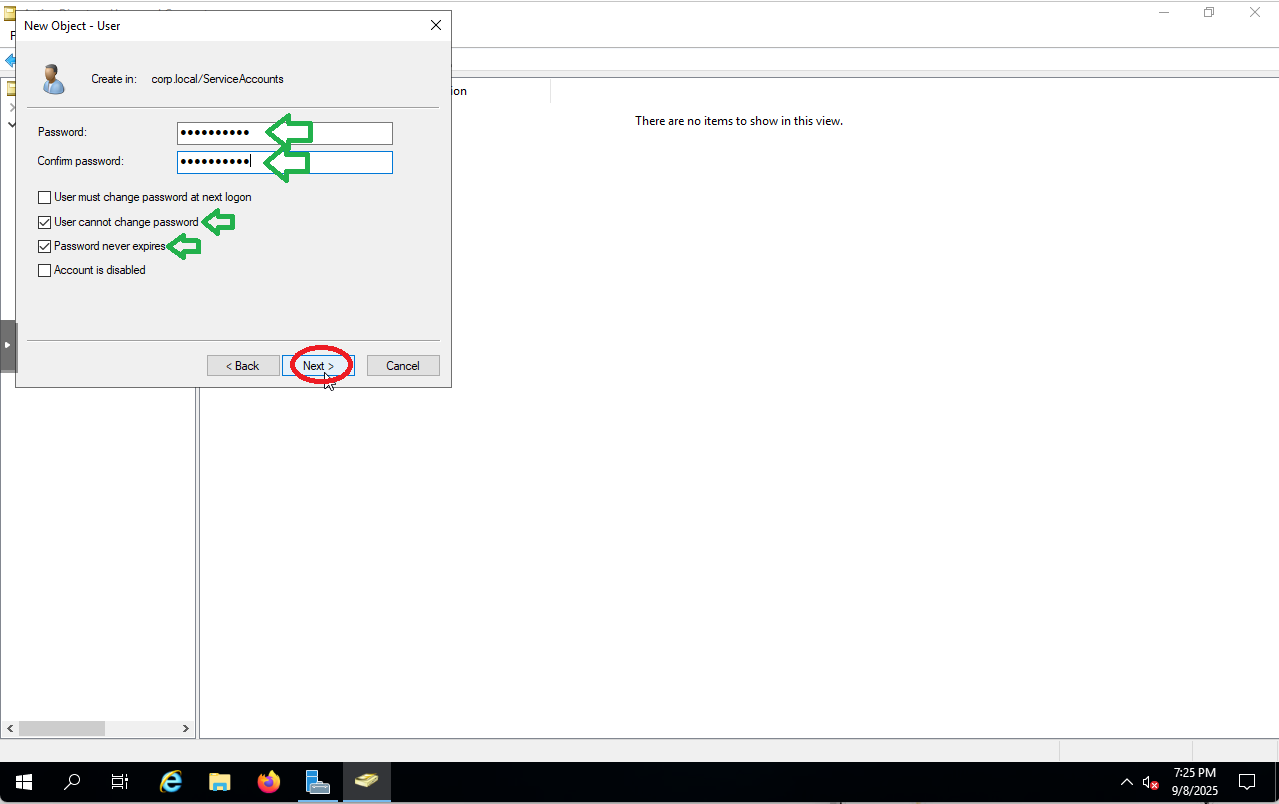 New Object - User
Create in: corp.local/ServiceAccounts
ion
There are no items to show in this view.
Password:
Confirm password:
User must change password at next logon
User cannot change password
Password never expires
Account is disabled
< Back
Next >
Cancel
7:25 PM
9/8/2025